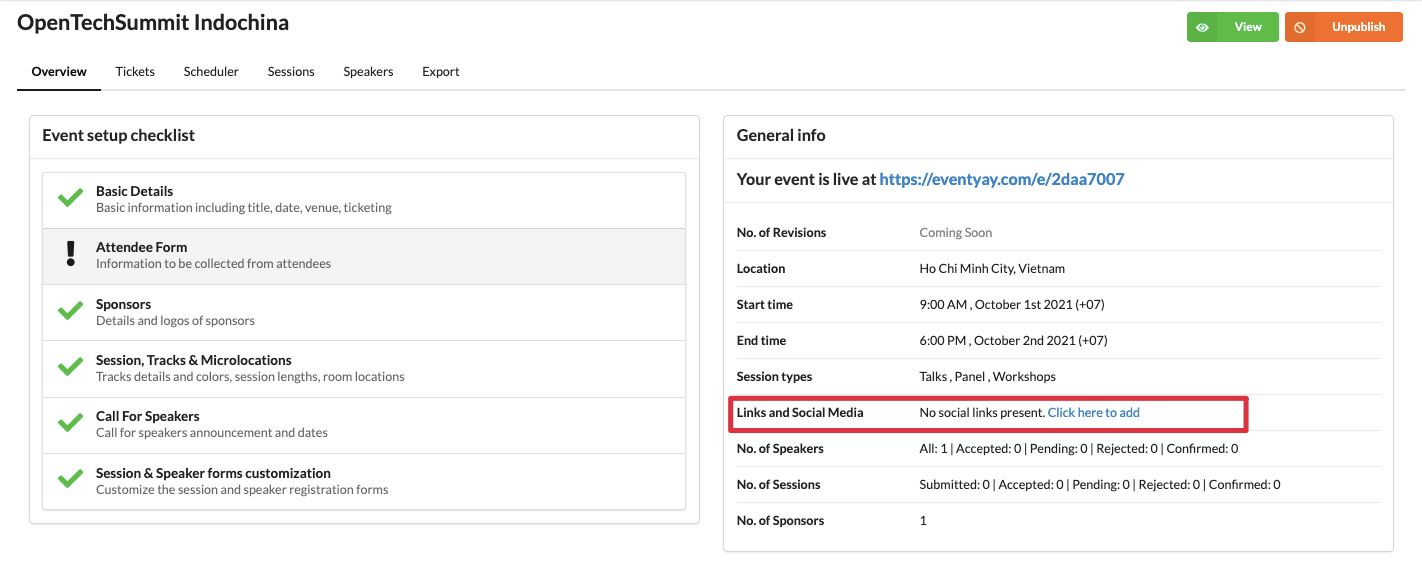 OpenTechSummit Indochina
View
Unpublish
Overview
Tickets
Scheduler
Sessions
Speakers
Export
Event setup checklist
Basic Details
Basic information including title, date, venue, ticketing
Attendee Form
Information to be collected from attendees
Sponsors
Details and logos of sponsors
Session, Tracks & Microlocations
Tracks details and colors, session lengths, room locations
Call For Speakers
Call for speakers announcement and dates
Session & Speaker forms customization
Customize the session and speaker registration forms
General info
Your event is live at https://eventyay.com/e/2daa7007
No. of Revisions Coming Soon
Location Ho Chi Minh City, Vietnam
Start time 9:00 AM , October 1st 2021 (+07)
End time 6:00 PM , October 2nd 2021 (+07)
Session types Talks , Panel , Workshops
Links and Social Media No social links present. Click here to add
No. of Speakers All: 1 | Accepted: 0 | Pending: 0 | Rejected: 0 | Confirmed: 0
No. of Sessions Submitted: 0 | Accepted: 0 | Pending: 0 | Rejected: 0 | Confirmed: 0
No. of Sponsors 1